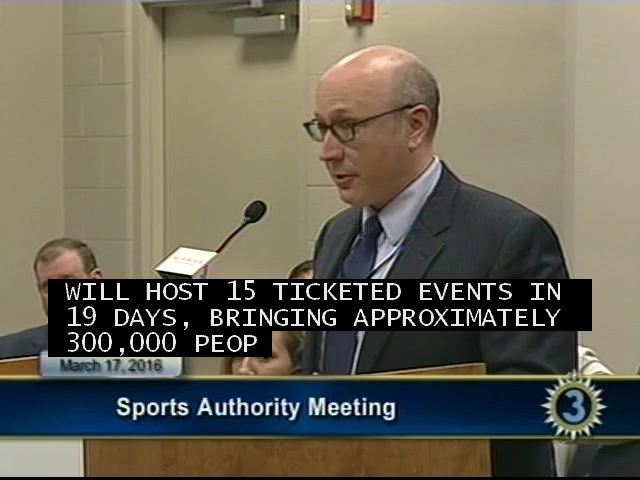 WILL HOST 15 TICKETED EVENTS IN
19 DAYS, BRINGING APPROXIMATELY
300,000 PEOP
March 17, 2016
Sports Authority Meeting
3